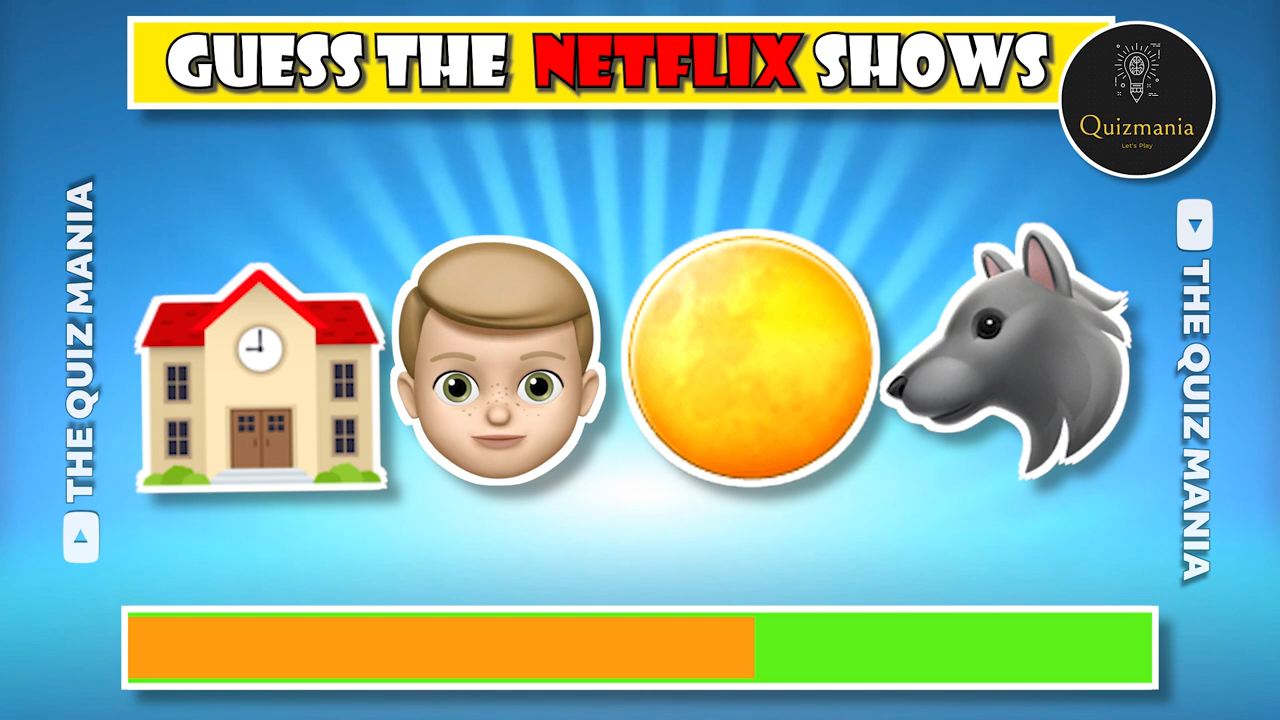 GUESS THE NETFLIX SHOWS
Quizmania
Let's Play
THE QUIZ MANIA
THE QUIZ MANIA